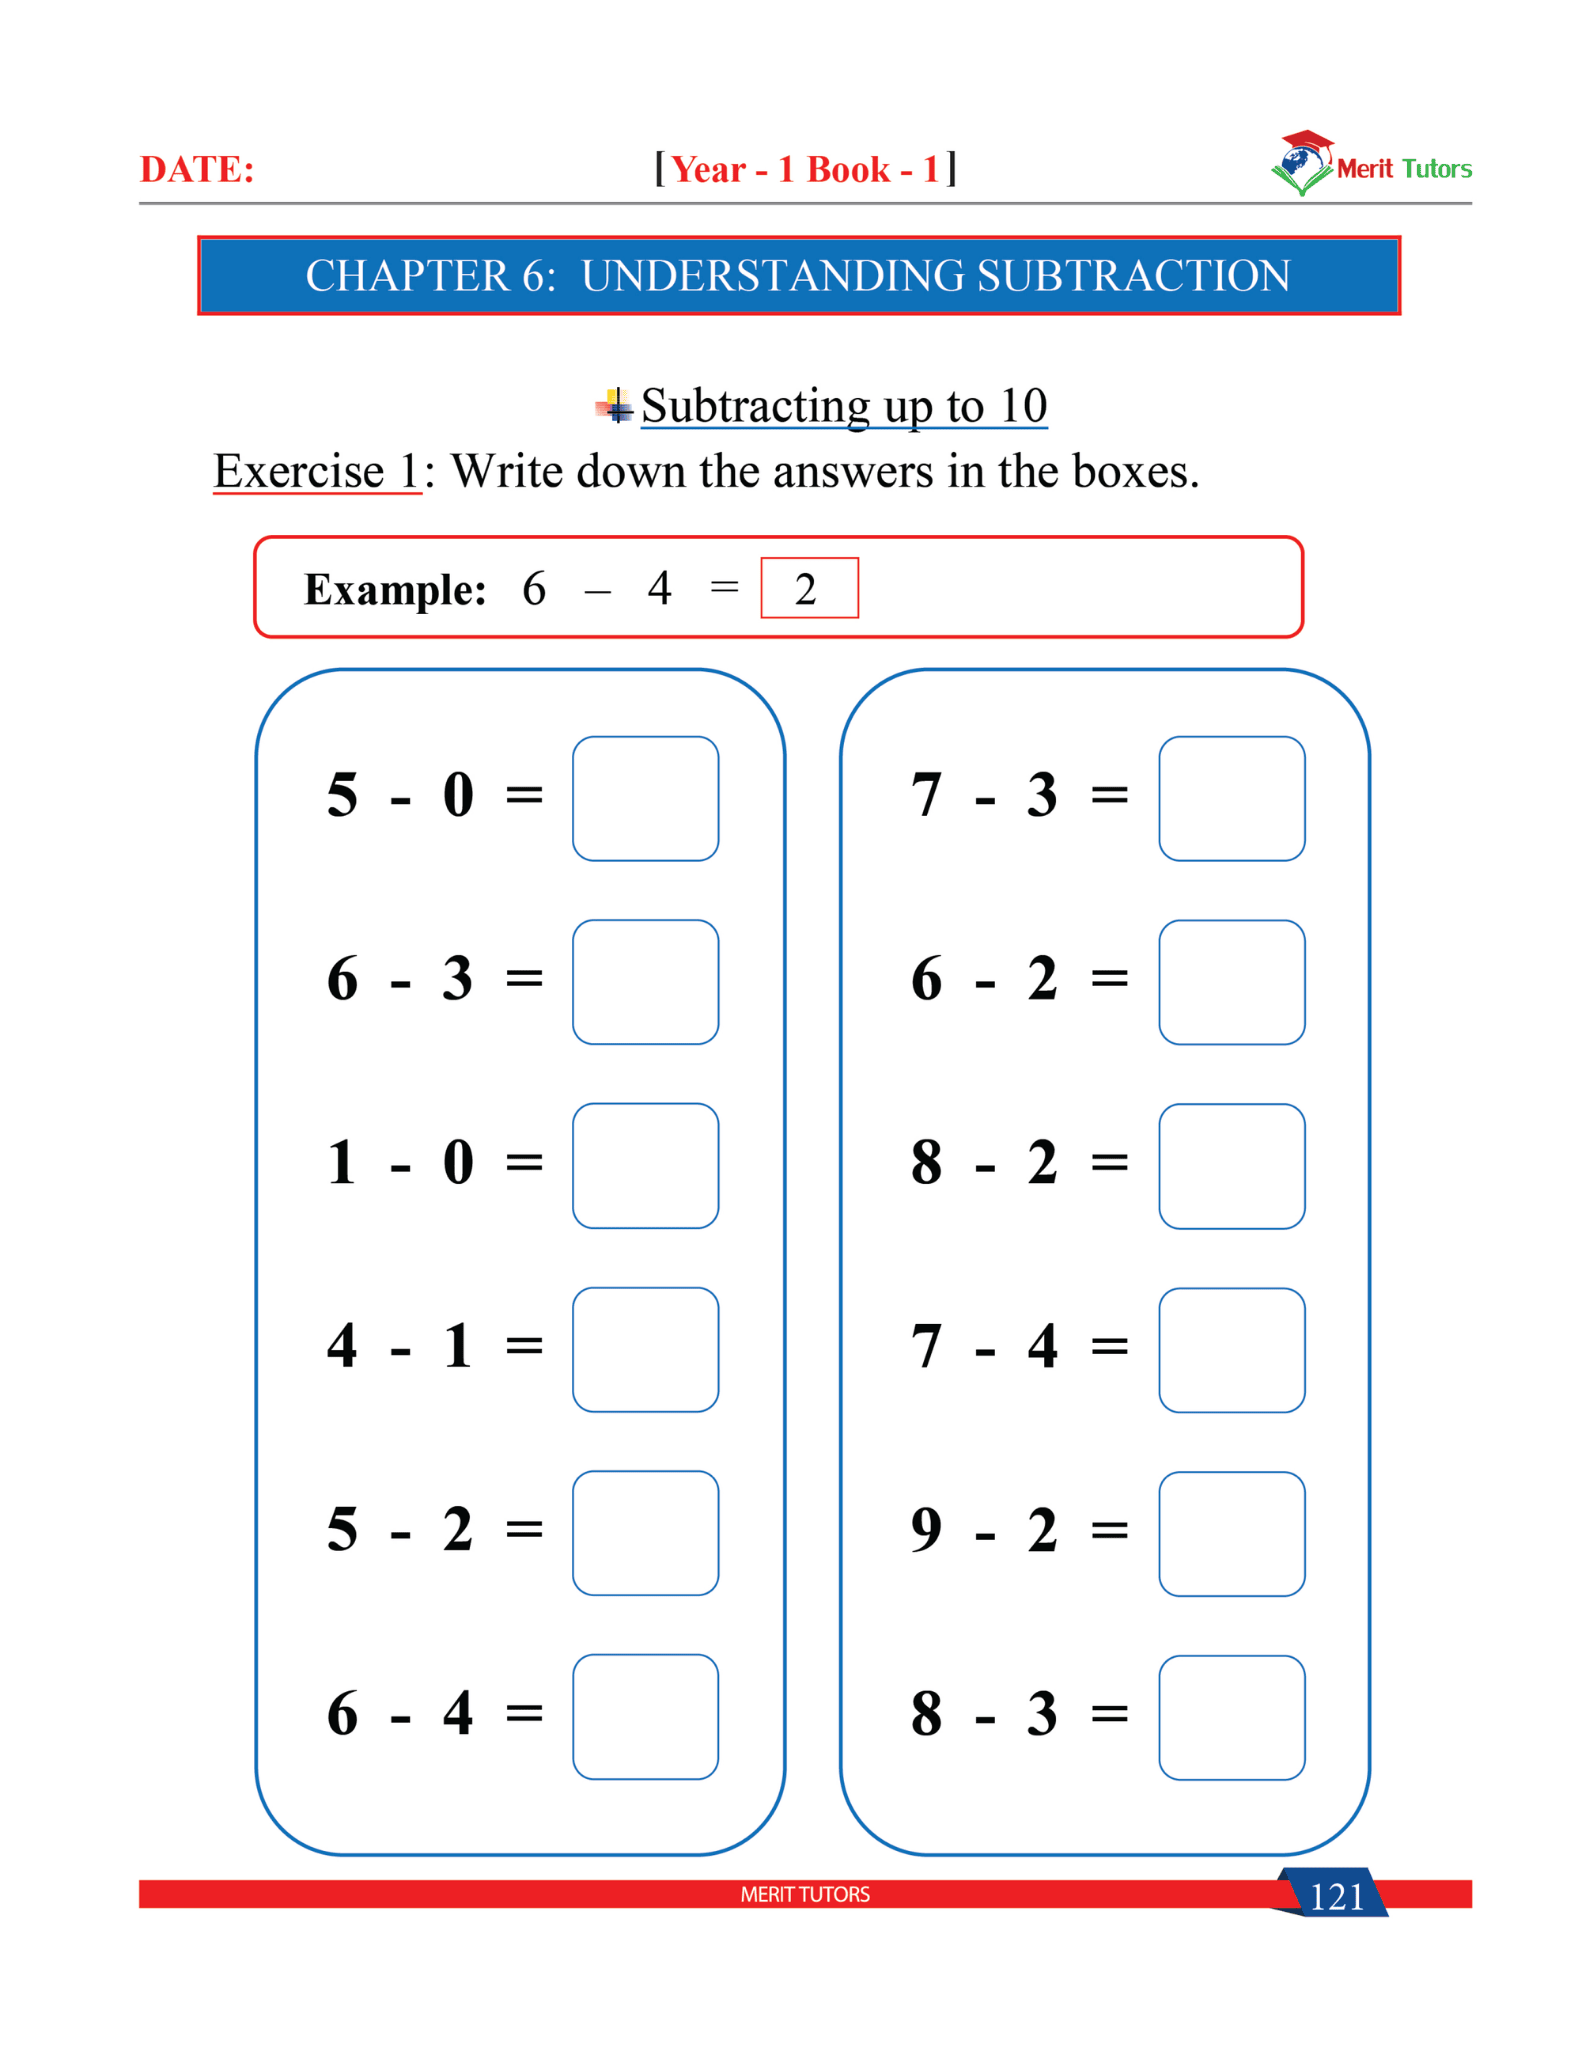 DATE:
[Year - 1 Book - 1]
Merit Tutors
CHAPTER 6: UNDERSTANDING SUBTRACTION
Subtracting up to 10
Exercise 1: Write down the answers in the boxes.
Example: 6 – 4 = 2
5 - 0 =
6 - 3 =
1 - 0 =
4 - 1 =
5 - 2 =
6 - 4 =
7 - 3 =
6 - 2 =
8 - 2 =
7 - 4 =
9 - 2 =
8 - 3 =
MERIT TUTORS
121